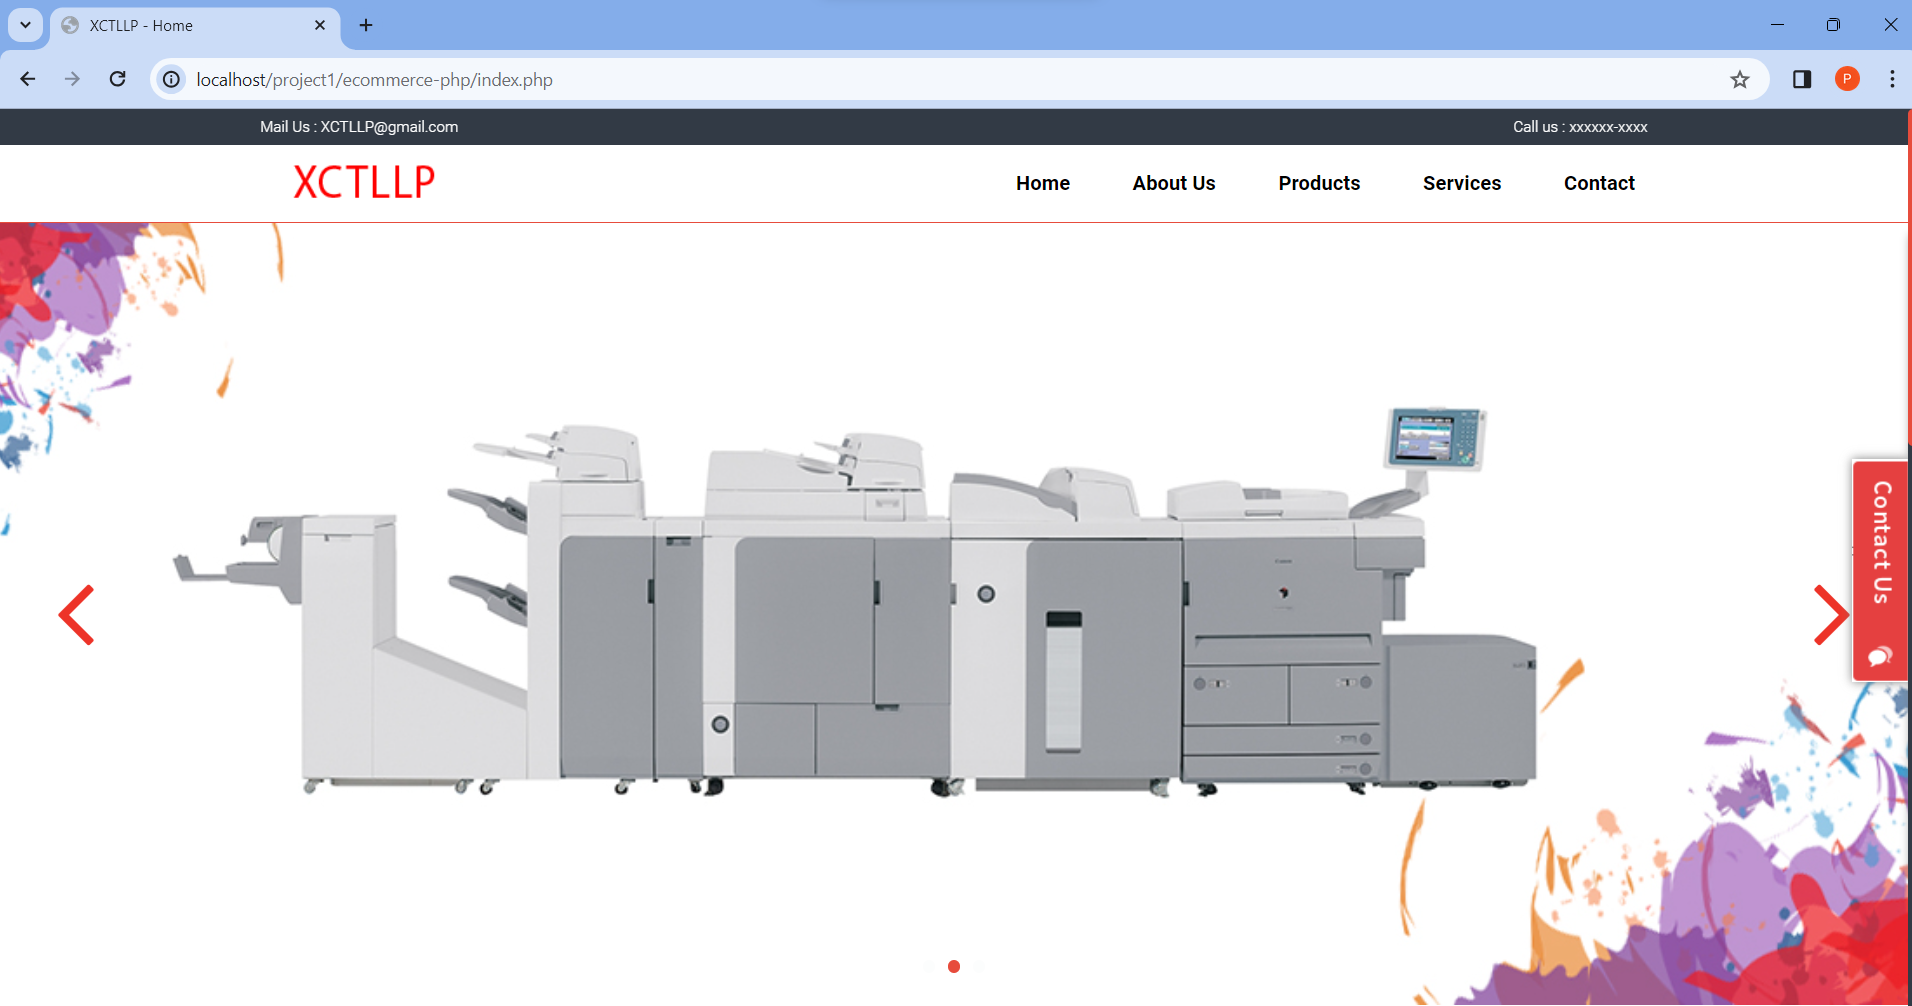 XCTLLP - Home
P
localhost/project1/ecommerce-php/index.php
Mail Us : XCTLLP@gmail.com
Call us : xxxxxx-xxxx
XCTLLP
Home
About Us
Products
Services
Contact
Canon
Contact Us